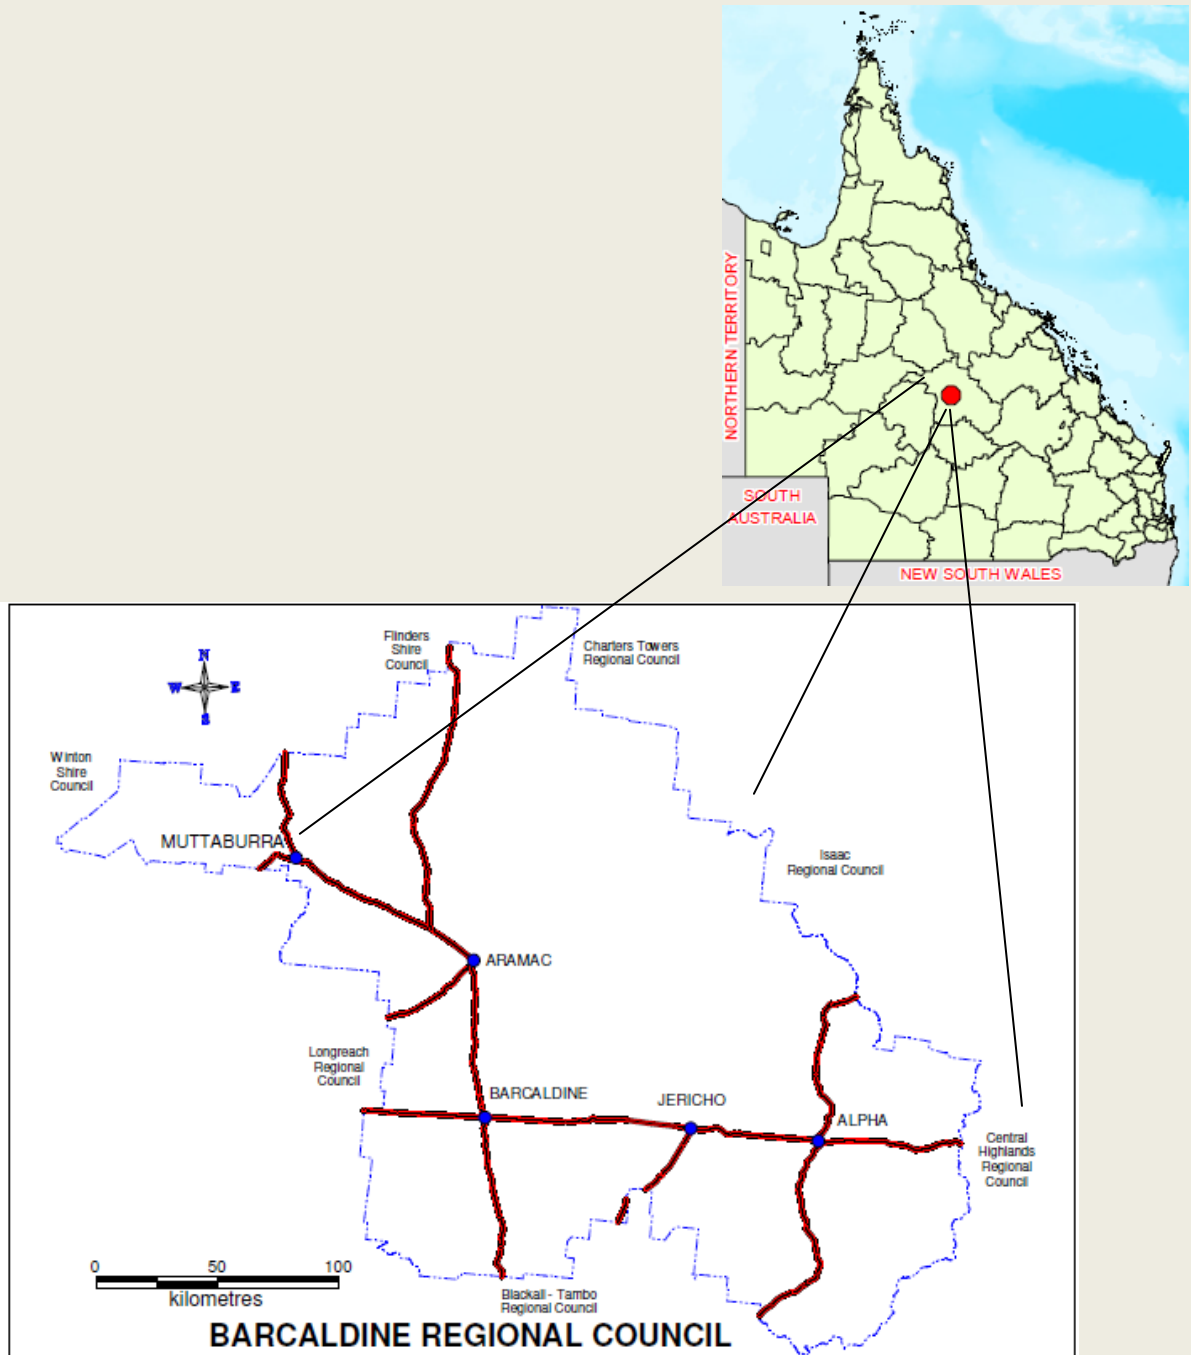 NORTHERN TERRITORY
SOUTH
AUSTRALIA
NEW SOUTH WALES
Flinders
Shire
Council
Charters Towers
Regional Council
N
W
E
S
Winton
Shire
Council
MUTTABURRA
Isaac
Regional Council
ARAMAC
Longreach
Regional
Council
BARCALDINE
JERICHO
ALPHA
Central
Highlands
Regional
Council
0 50 100
kilometres
Blackall - Tambo
Regional Council
BARCALDINE REGIONAL COUNCIL